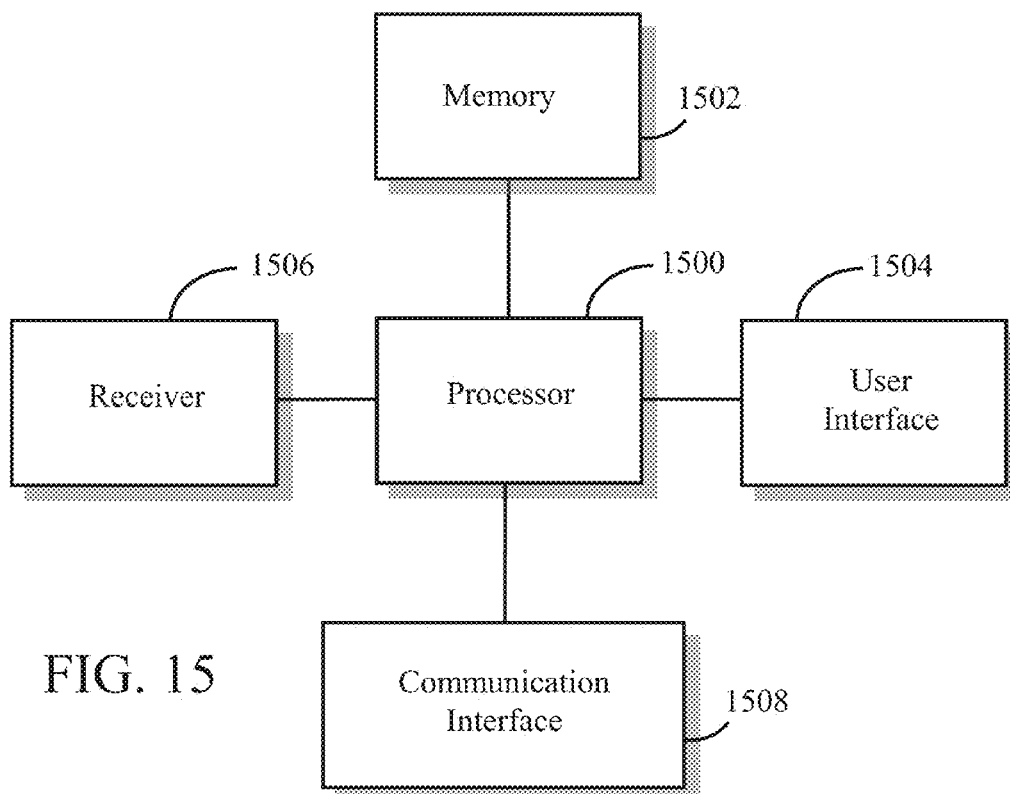 Memory
1502
1506
1500
1504
Receiver
Processor
User
Interface
FIG. 15
Communication
Interface
1508